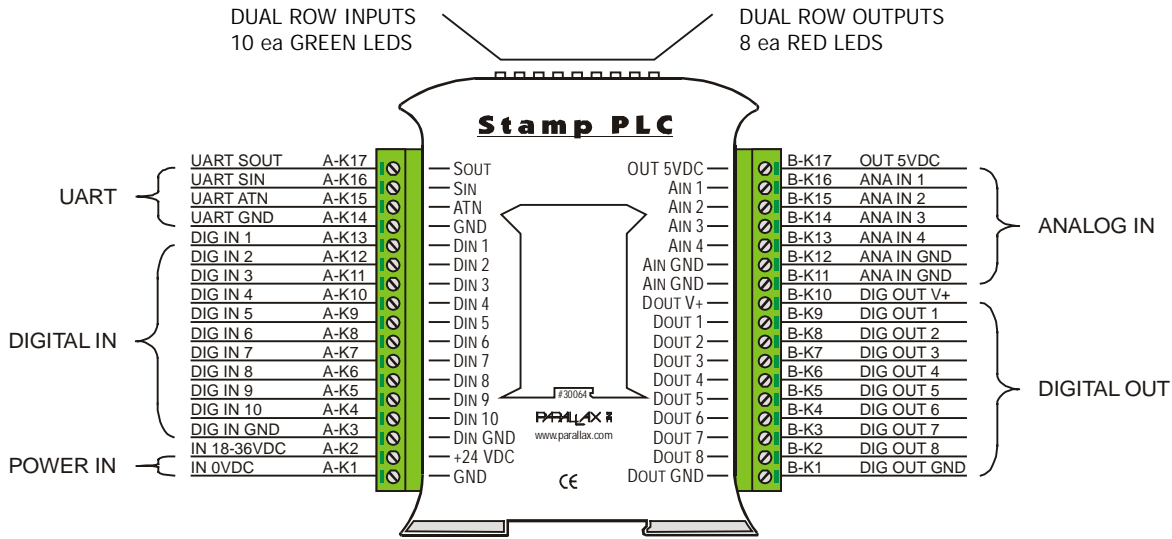 DUAL ROW INPUTS
10 ea GREEN LEDS
DUAL ROW OUTPUTS
8 ea RED LEDS
Stamp PLC
UART
DIGITAL IN
POWER IN
UART SOUT A-K17
UART SIN A-K16
UART ATN A-K15
UART GND A-K14
DIG IN 1 A-K13
DIG IN 2 A-K12
DIG IN 3 A-K11
DIG IN 4 A-K10
DIG IN 5 A-K9
DIG IN 6 A-K8
DIG IN 7 A-K7
DIG IN 8 A-K6
DIG IN 9 A-K5
DIG IN 10 A-K4
DIG IN GND A-K3
IN 18-36VDC A-K2
IN 0VDC A-K1
SOUT
SIN
ATN
GND
DIN 1
DIN 2
DIN 3
DIN 4
DIN 5
DIN 6
DIN 7
DIN 8
DIN 9
DIN 10
DIN GND
+24 VDC
GND
#30064
PARALLAX
www.parallax.com
CE
OUT 5VDC
AIN 1
AIN 2
AIN 3
AIN 4
AIN GND
AIN GND
DOUT V+
DOUT 1
DOUT 2
DOUT 3
DOUT 4
DOUT 5
DOUT 6
DOUT 7
DOUT 8
DOUT GND
B-K17 OUT 5VDC
B-K16 ANA IN 1
B-K15 ANA IN 2
B-K14 ANA IN 3
B-K13 ANA IN 4
B-K12 ANA IN GND
B-K11 ANA IN GND
B-K10 DIG OUT V+
B-K9 DIG OUT 1
B-K8 DIG OUT 2
B-K7 DIG OUT 3
B-K6 DIG OUT 4
B-K5 DIG OUT 5
B-K4 DIG OUT 6
B-K3 DIG OUT 7
B-K2 DIG OUT 8
B-K1 DIG OUT GND
ANALOG IN
DIGITAL OUT